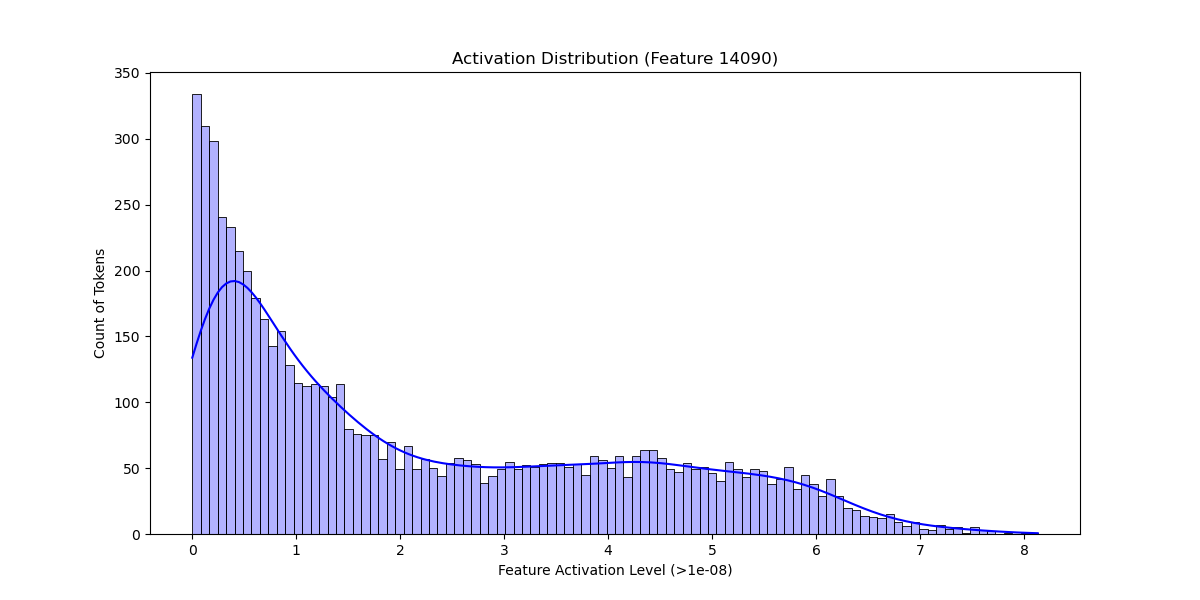 Activation Distribution (Feature 14090)
350
300
250
200
150
100
50
0
Count of Tokens
0 1 2 3 4 5 6 7 8
Feature Activation Level (>1e-08)